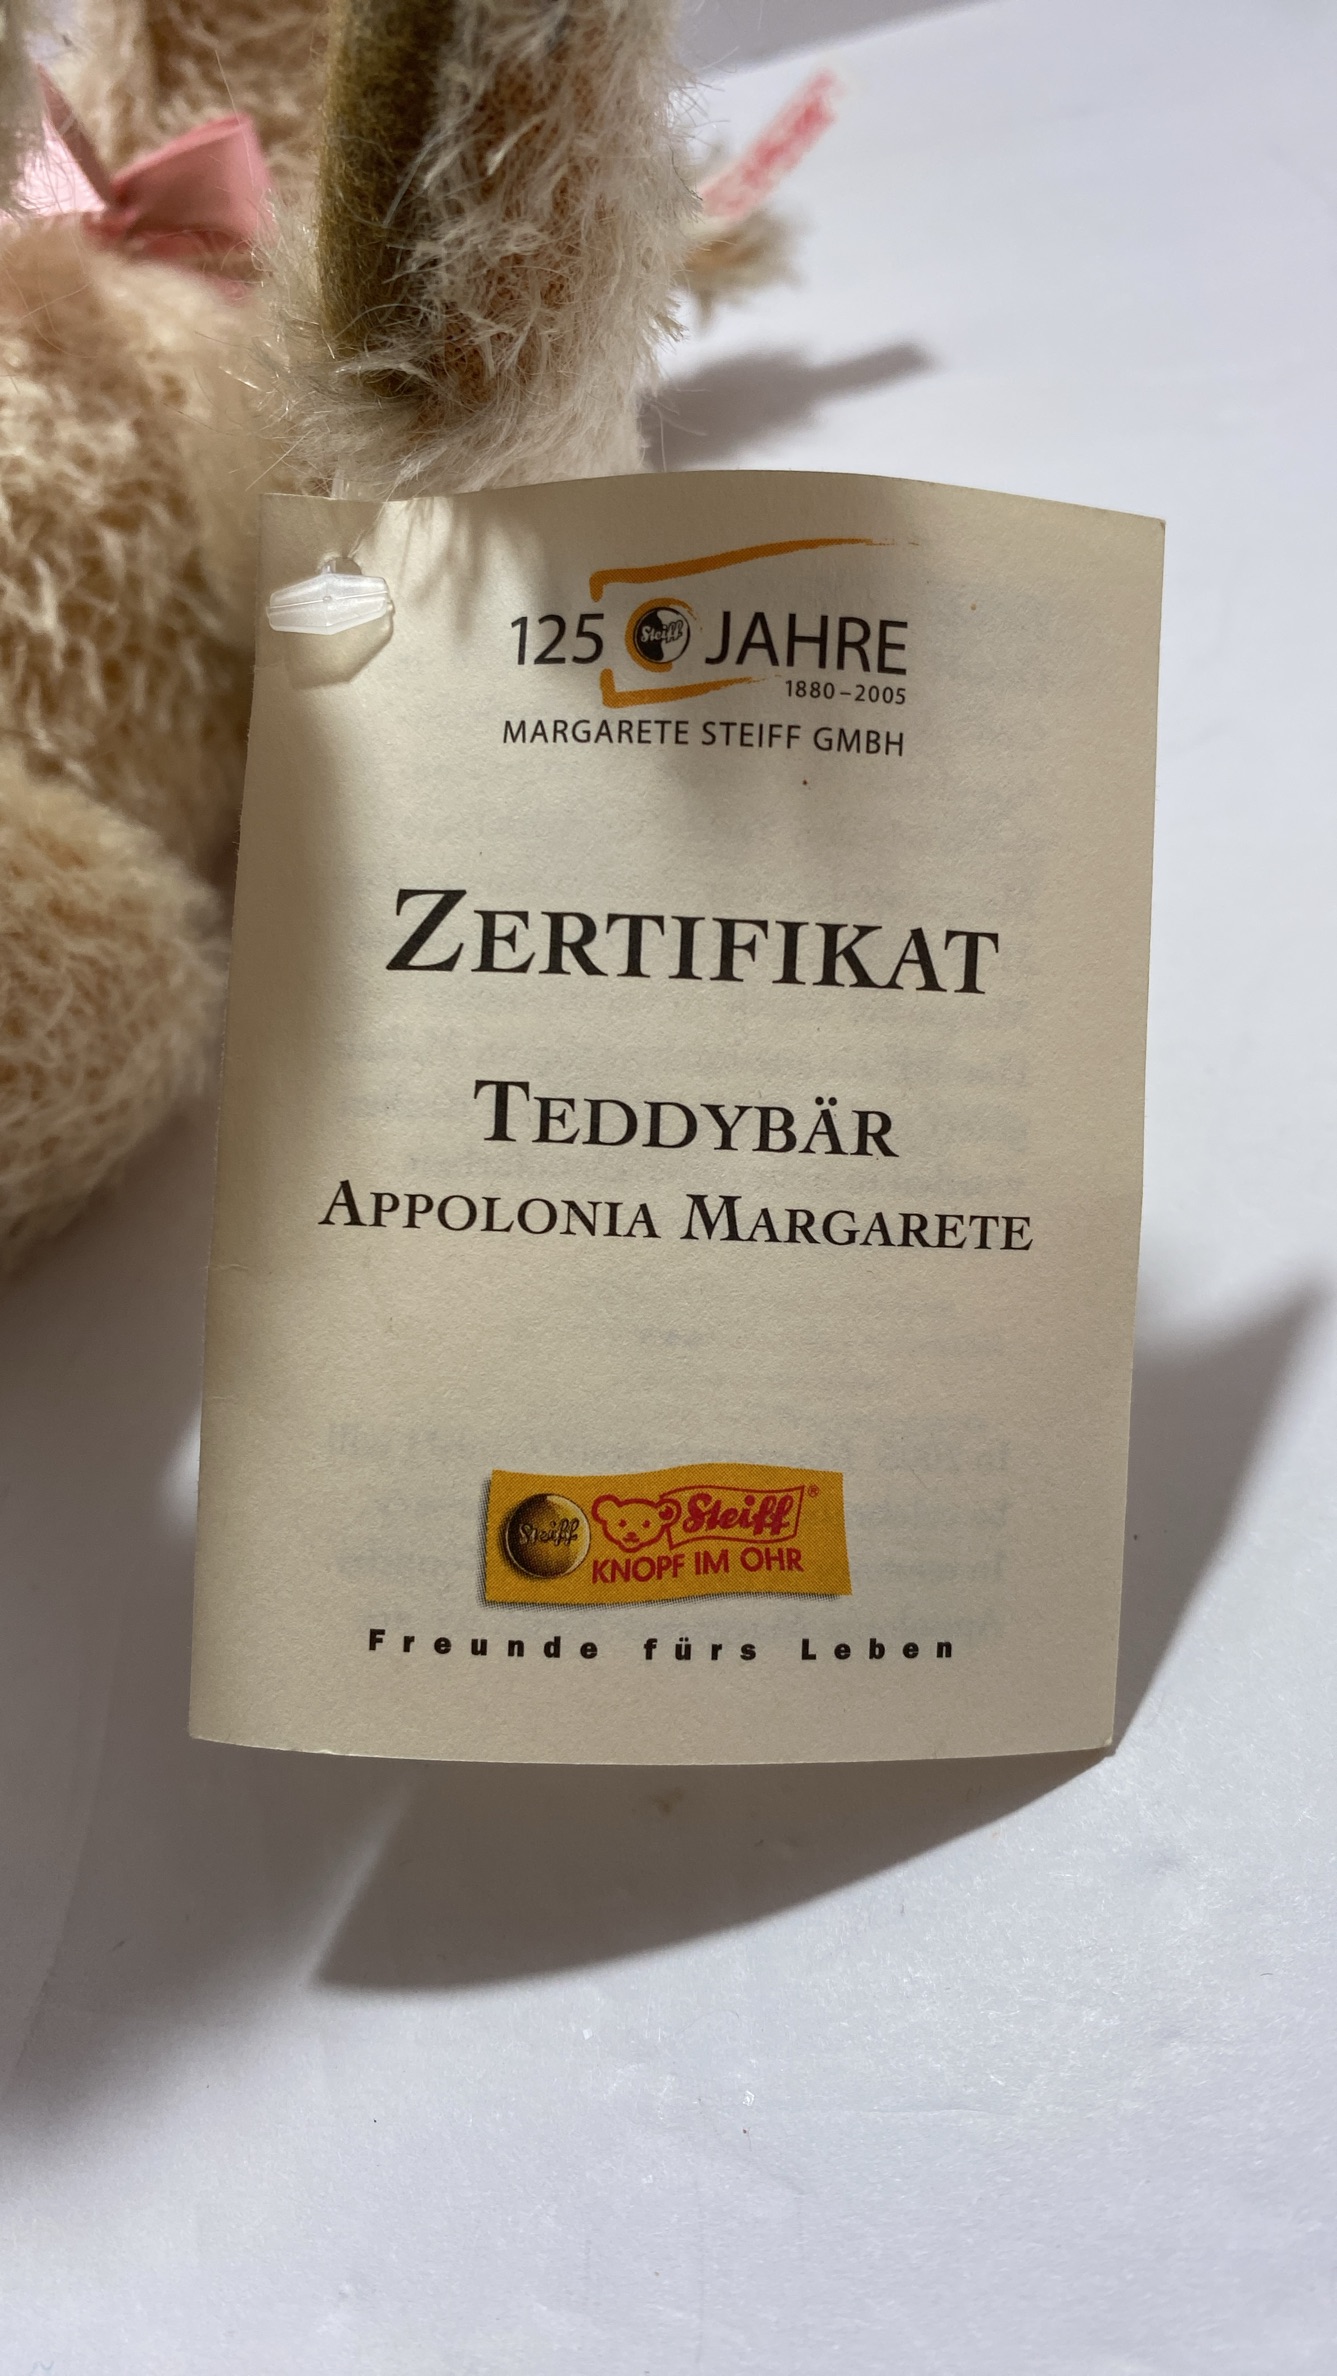 125 Steiff JAHRE
1880–2005
MARGARETE STEIFF GMBH
ZERTIFIKAT
TEDDYBÄR
APPOLONIA MARGARETE
Steiff Steiff®
KNOPF IM OHR
Freunde fürs Leben